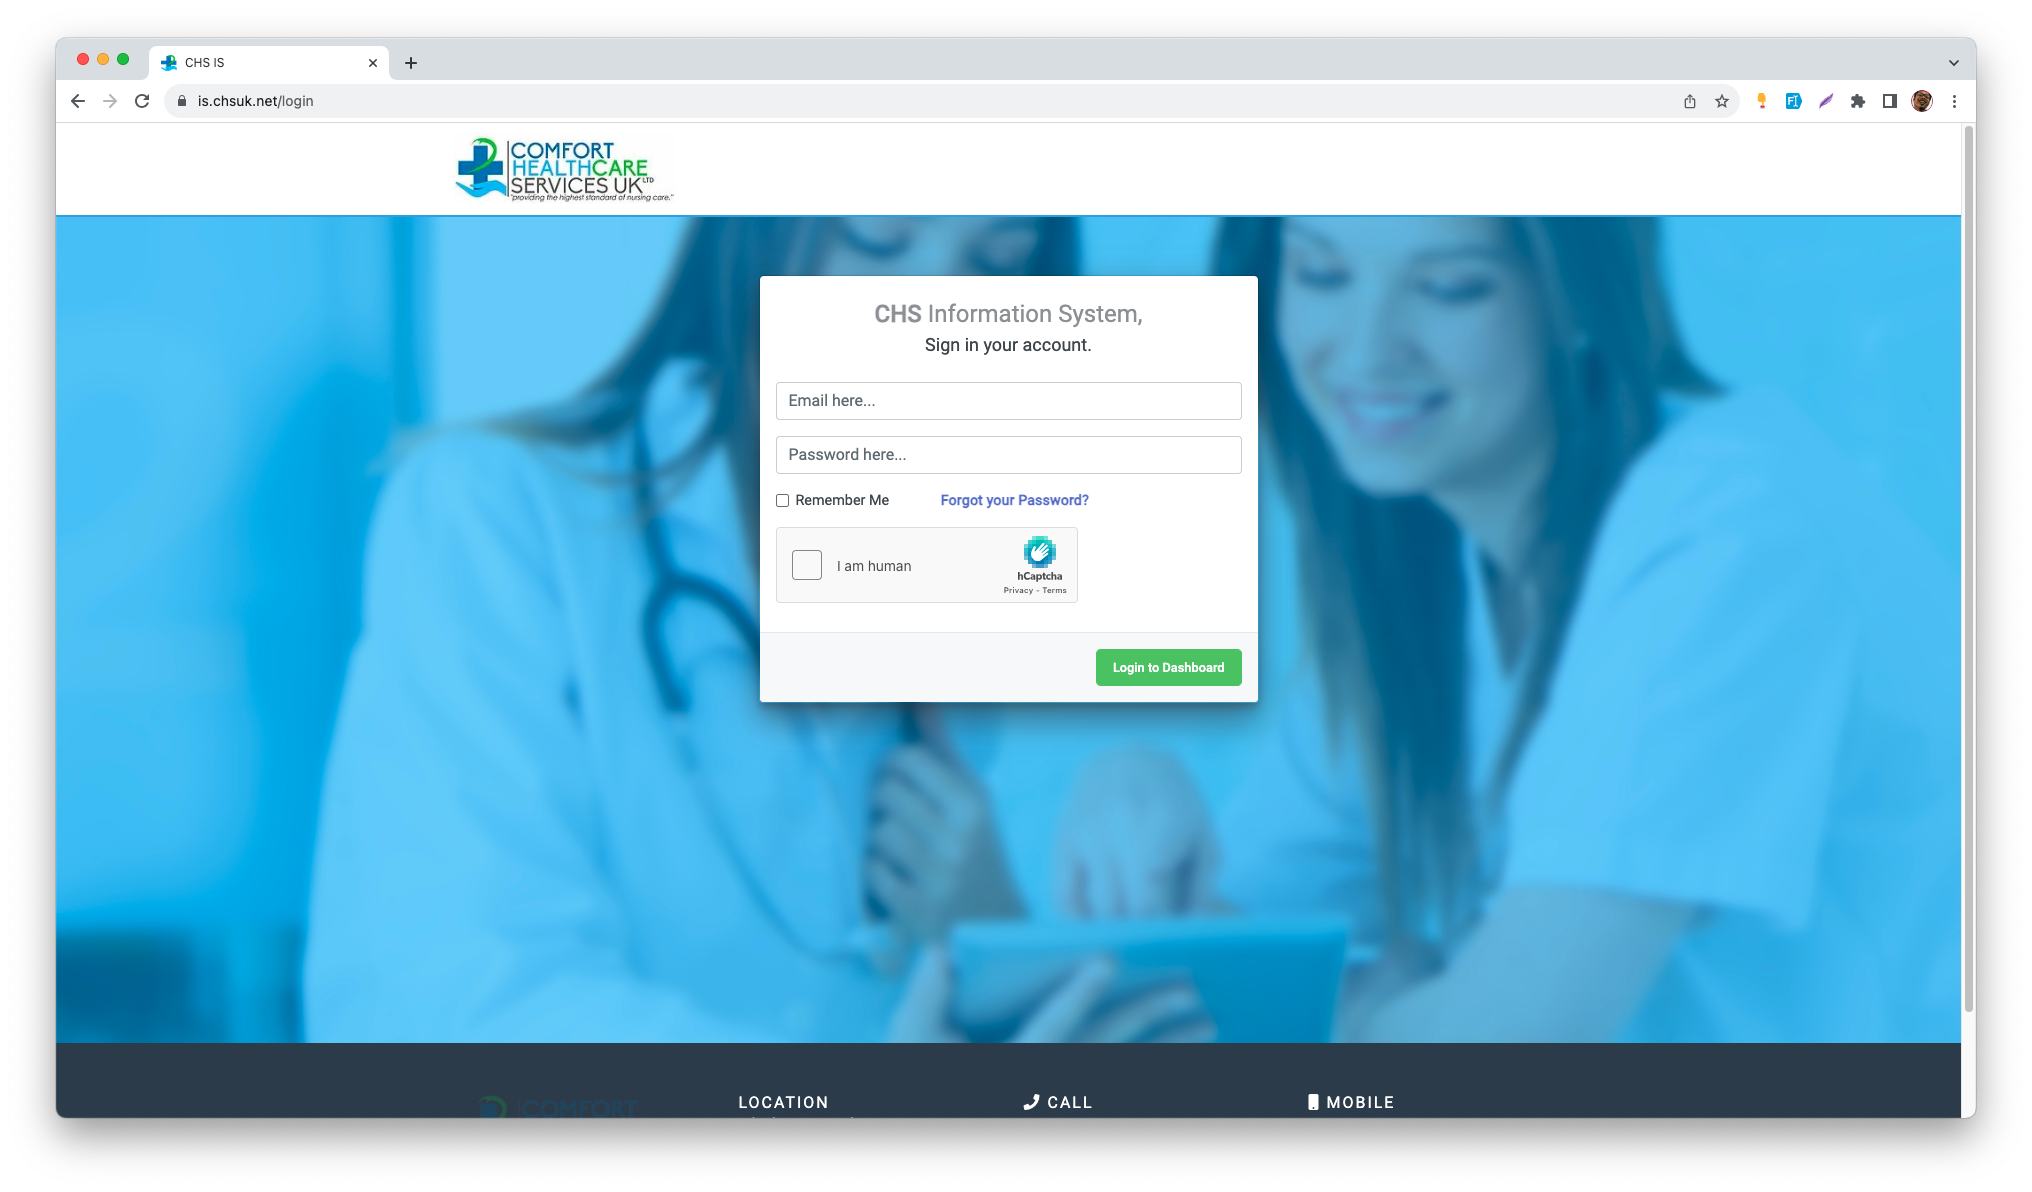 CHS IS
is.chsuk.net/login
COMFORT
HEALTHCARE
SERVICES UK LTD
"providing the highest standard of nursing care."
CHS Information System,
Sign in your account.
Email here...
Password here...
Remember Me
Forgot your Password?
I am human
hCaptcha
Privacy - Terms
Login to Dashboard
COMFORT
LOCATION
CALL
MOBILE